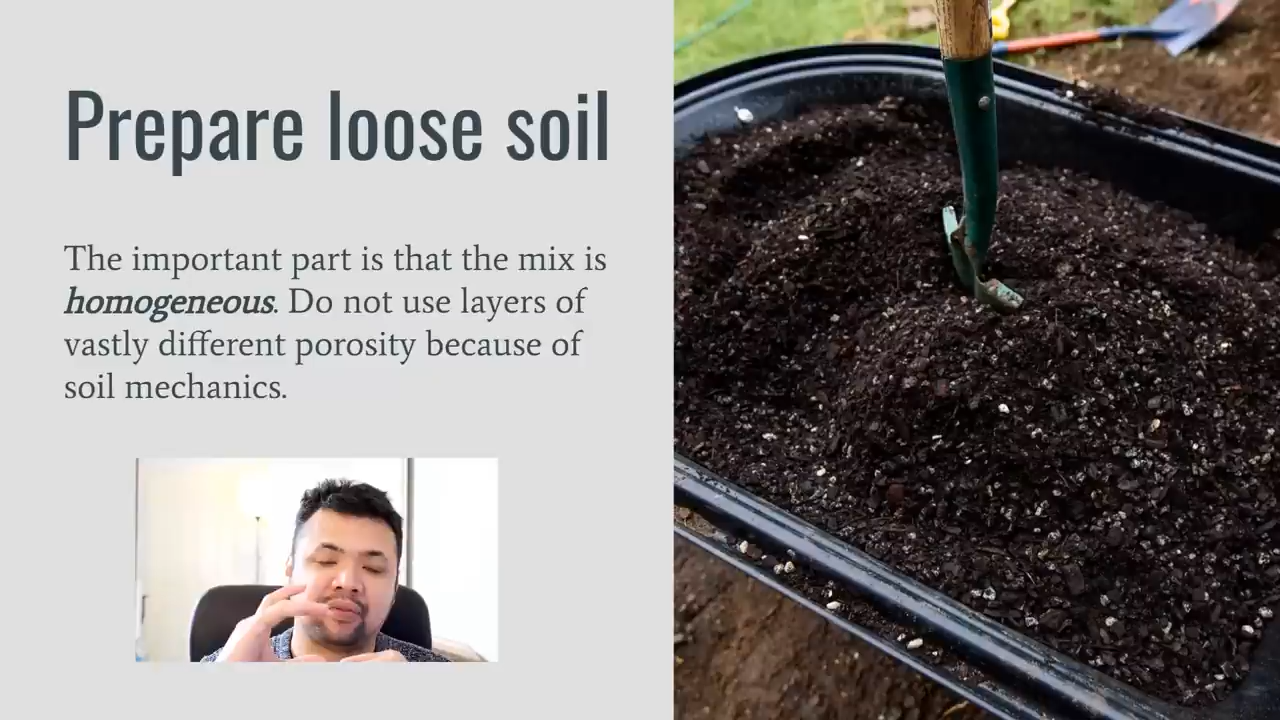 Prepare loose soil
The important part is that the mix is
homogeneous. Do not use layers of
vastly different porosity because of
soil mechanics.